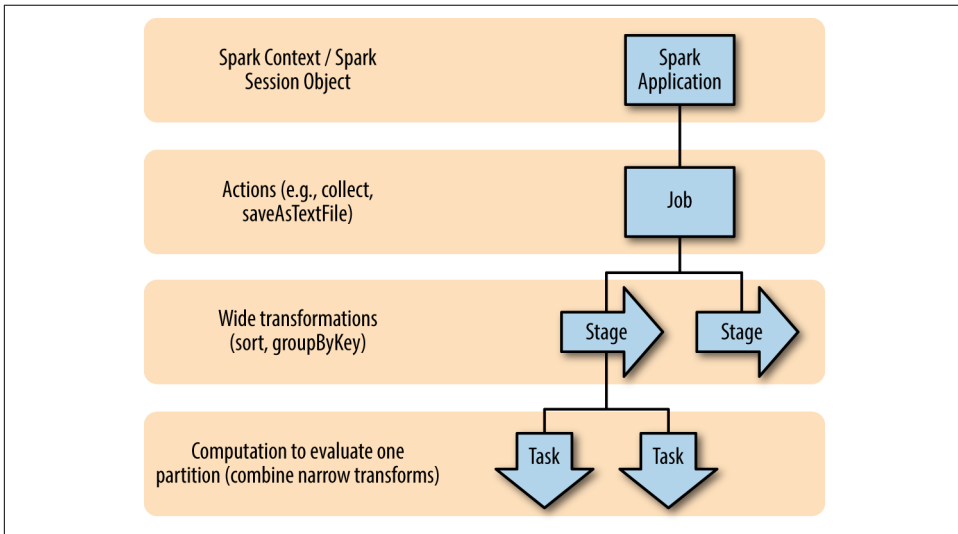 Spark Context / Spark
Session Object
Spark
Application
Actions (e.g., collect,
saveAsTextFile)
Job
Wide transformations
(sort, groupByKey)
Stage
Stage
Computation to evaluate one
partition (combine narrow transforms)
Task
Task